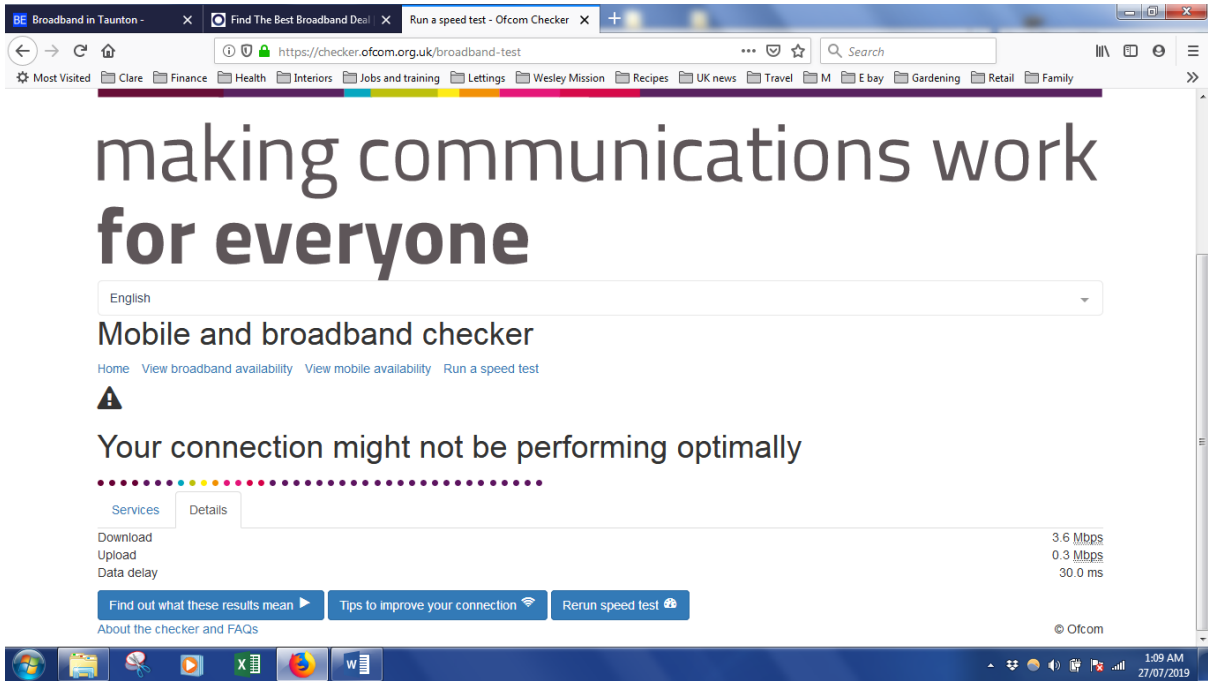 BE Broadband in Taunton -
Find The Best Broadband Deal
Run a speed test - Ofcom Checker
https://checker.ofcom.org.uk/broadband-test
Search
Most Visited Clare Finance Health Interiors Jobs and training Lettings Wesley Mission Recipes UK news Travel M E bay Gardening Retail Family
making communications work
for everyone
English
Mobile and broadband checker
Home View broadband availability View mobile availability Run a speed test
Your connection might not be performing optimally
Services Details
Download 3.6 Mbps
Upload 0.3 Mbps
Data delay 30.0 ms
Find out what these results mean Tips to improve your connection Rerun speed test
About the checker and FAQs © Ofcom
1:09 AM
27/07/2019